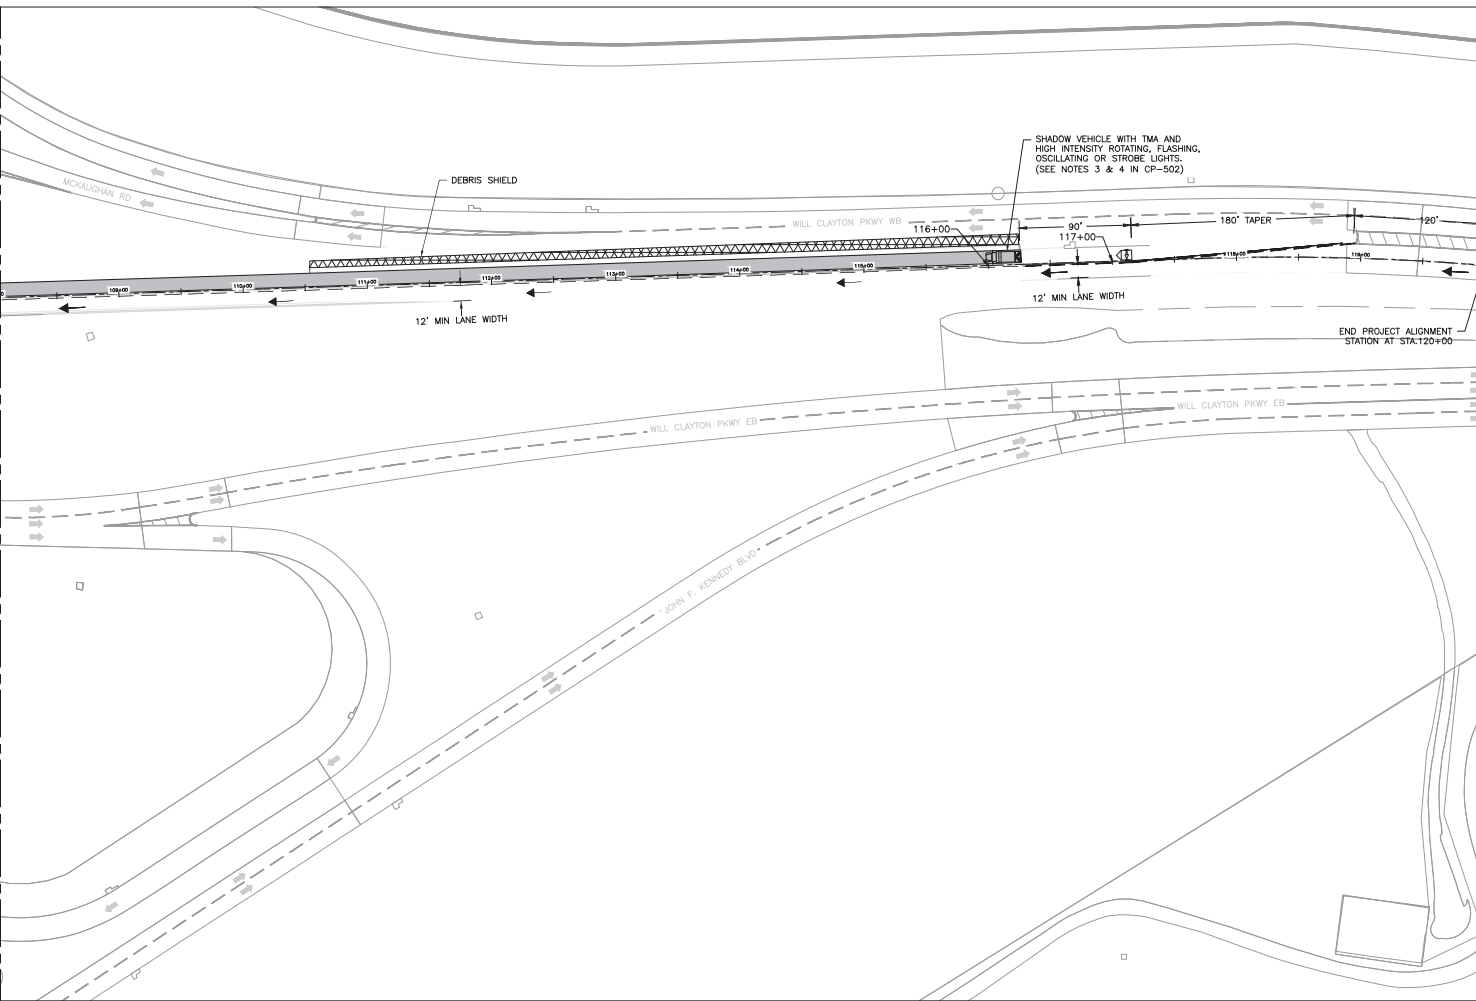 SHADOW VEHICLE WITH TMA AND
HIGH INTENSITY ROTATING, FLASHING,
OSCILLATING OR STROBE LIGHTS.
(SEE NOTES 3 & 4 IN CP-502)
DEBRIS SHIELD
MCKAUGHAN RD
WILL CLAYTON PKWY WB
116+00
90'
117+00
180' TAPER
120'
109+00
110+00
111+00
112+00
113+00
114+00
115+00
118+00
119+00
12' MIN LANE WIDTH
12' MIN LANE WIDTH
END PROJECT ALIGNMENT
STATION AT STA.120+00
WILL CLAYTON PKWY EB
WILL CLAYTON PKWY EB
JOHN F. KENNEDY BLVD